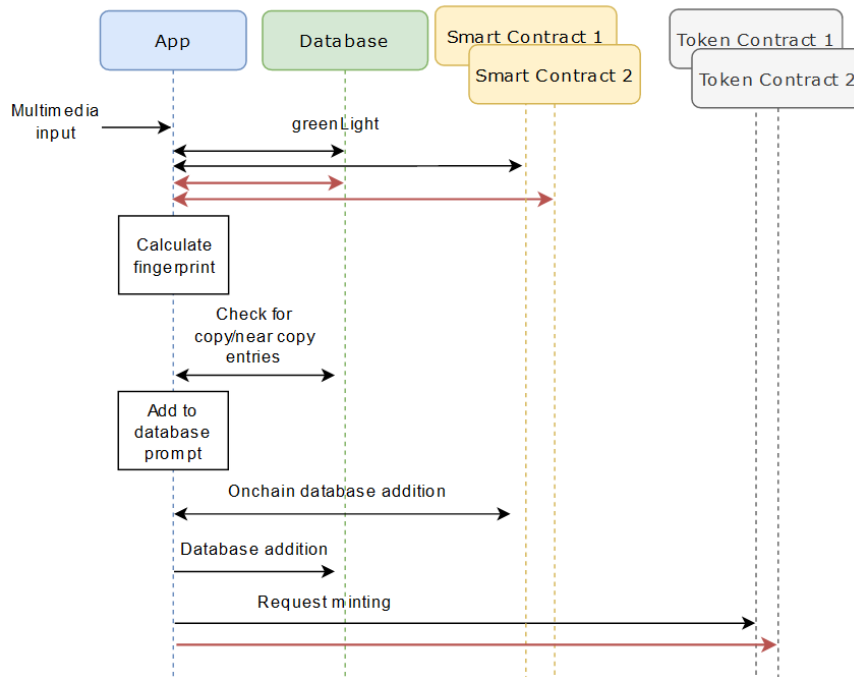 App
Database
Smart Contract 1
Smart Contract 2
Token Contract 1
Token Contract 2
Multimedia
input
greenLight
Calculate
fingerprint
Check for
copy/near copy
entries
Add to
database
prompt
Onchain database addition
Database addition
Request minting